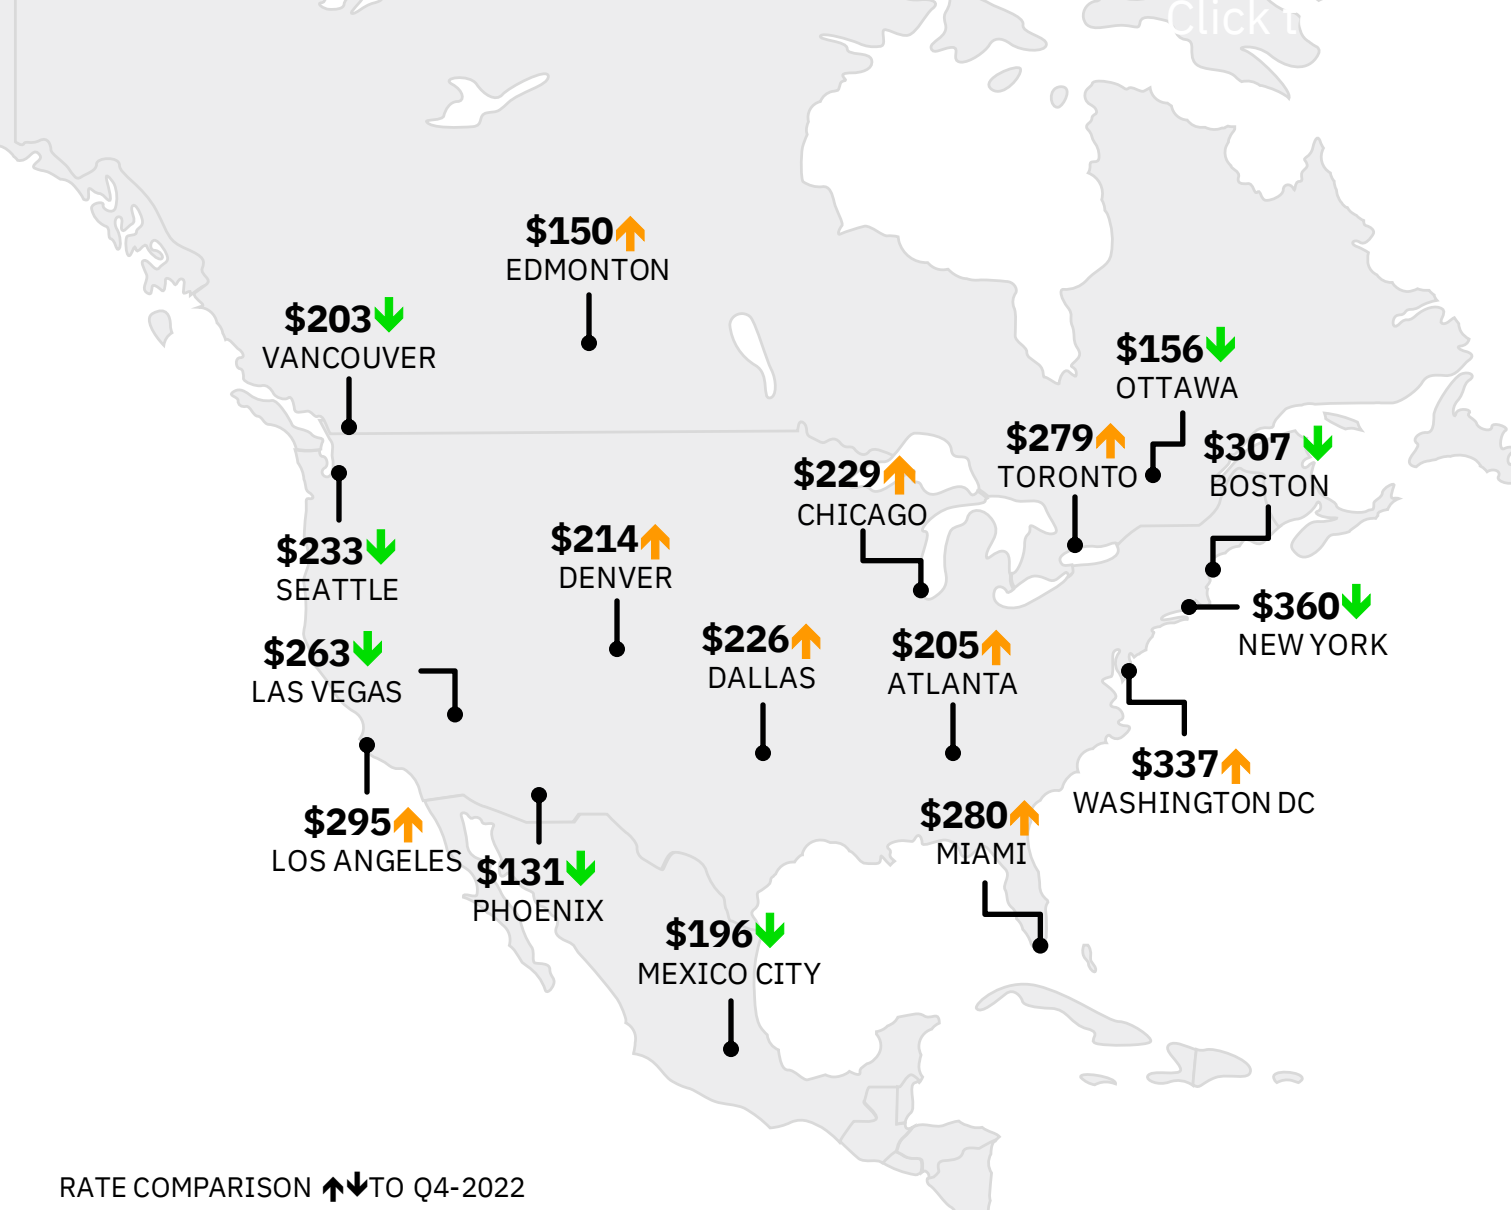 Click t
$150
EDMONTON
$203
VANCOUVER
$156
OTTAWA
$279
TORONTO
$307
BOSTON
$229
CHICAGO
$233
SEATTLE
$214
DENVER
$360
NEW YORK
$263
LAS VEGAS
$226
DALLAS
$205
ATLANTA
$337
WASHINGTON DC
$295
LOS ANGELES
$280
MIAMI
$131
PHOENIX
$196
MEXICO CITY
RATE COMPARISON ↑↓TO Q4-2022